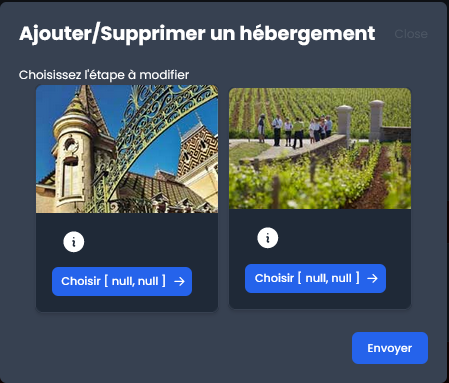 Ajouter/Supprimer un hébergement
Close
Choisissez l'étape à modifier
i
i
Choisir [ null, null ] →
Choisir [ null, null ] →
Envoyer